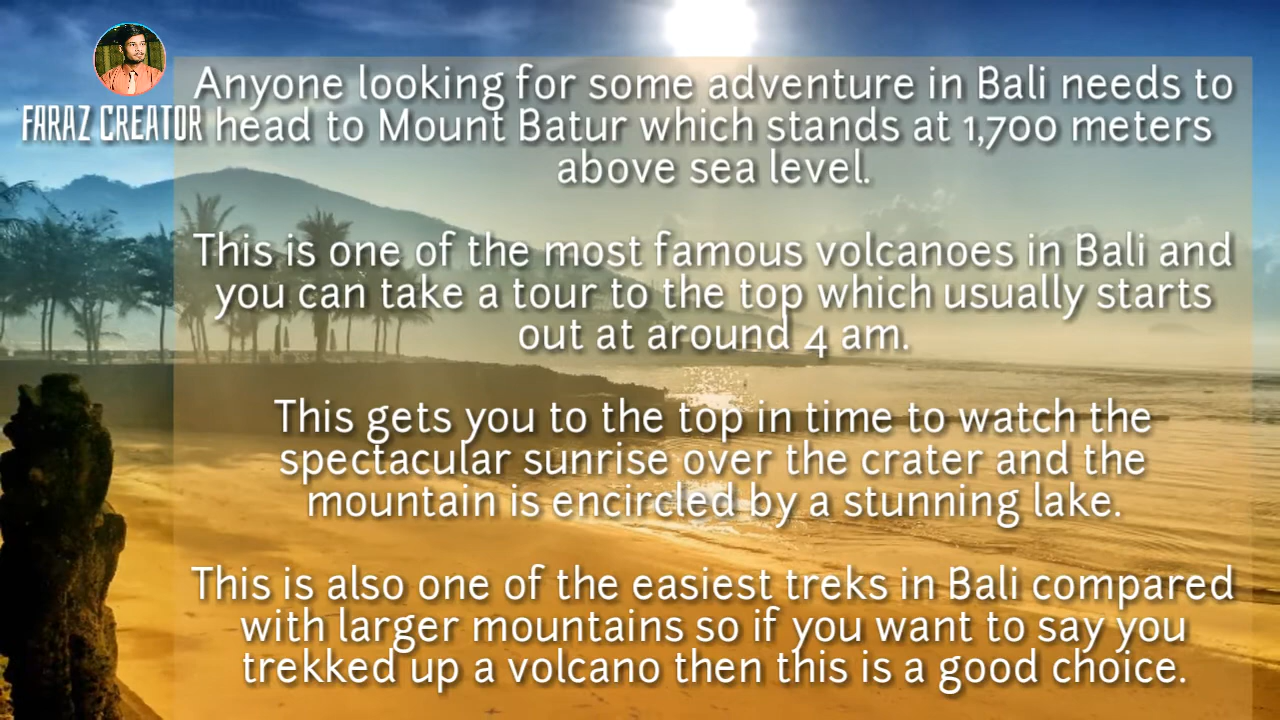 Anyone looking for some adventure in Bali needs to
FARAZ CREATOR
head to Mount Batur which stands at 1,700 meters
above sea level.
This is one of the most famous volcanoes in Bali and
you can take a tour to the top which usually starts
out at around 4 am.
This gets you to the top in time to watch the
spectacular sunrise over the crater and the
mountain is encircled by a stunning lake.
This is also one of the easiest treks in Bali compared
with larger mountains so if you want to say you
trekked up a volcano then this is a good choice.